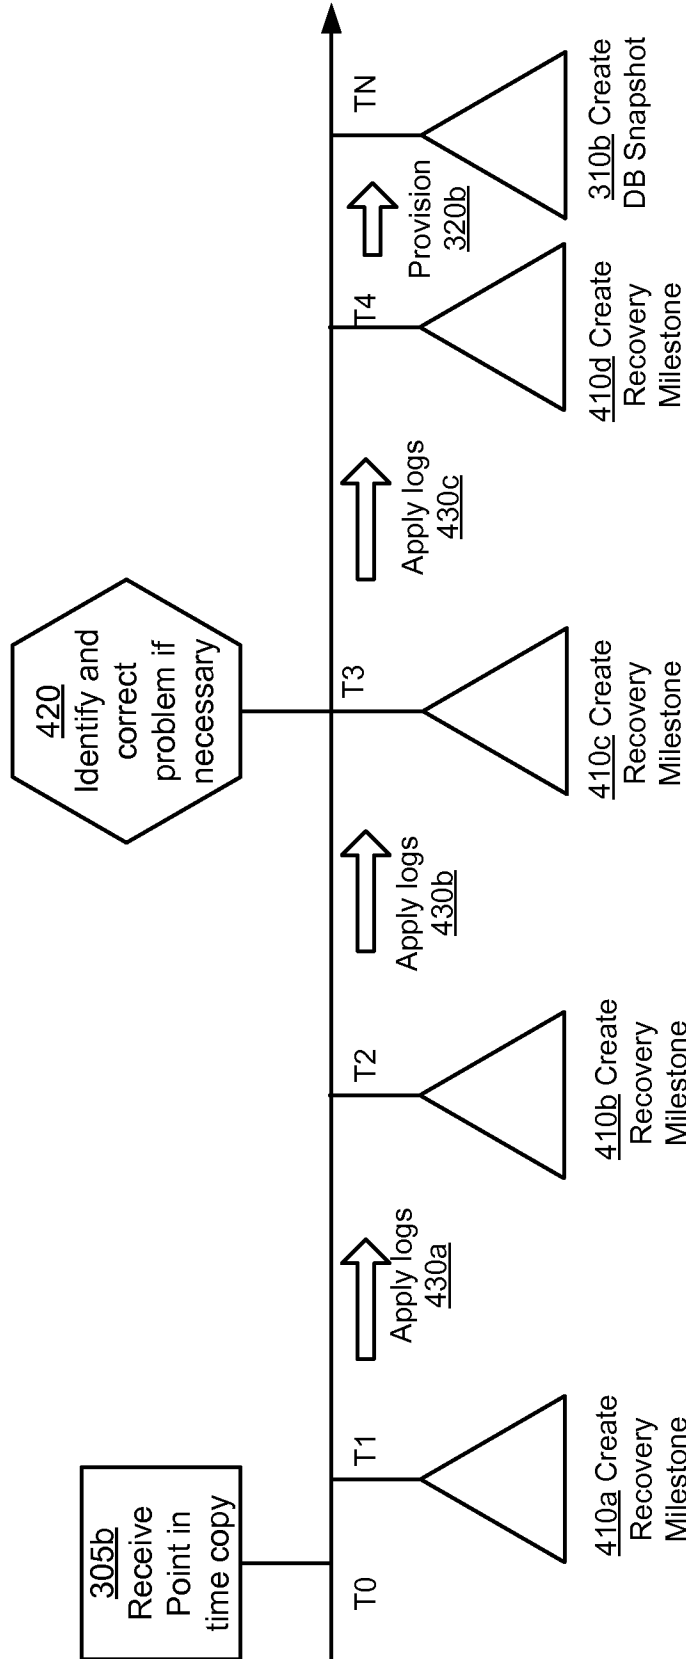 305b
Receive
Point in
time copy
420
Identify and
correct
problem if
necessary
T0
T1
T2
T3
T4
TN
Apply logs
430a
Apply logs
430b
Apply logs
430c
Provision
320b
410a Create
Recovery
Milestone
410b Create
Recovery
Milestone
410c Create
Recovery
Milestone
410d Create
Recovery
Milestone
310b Create
DB Snapshot